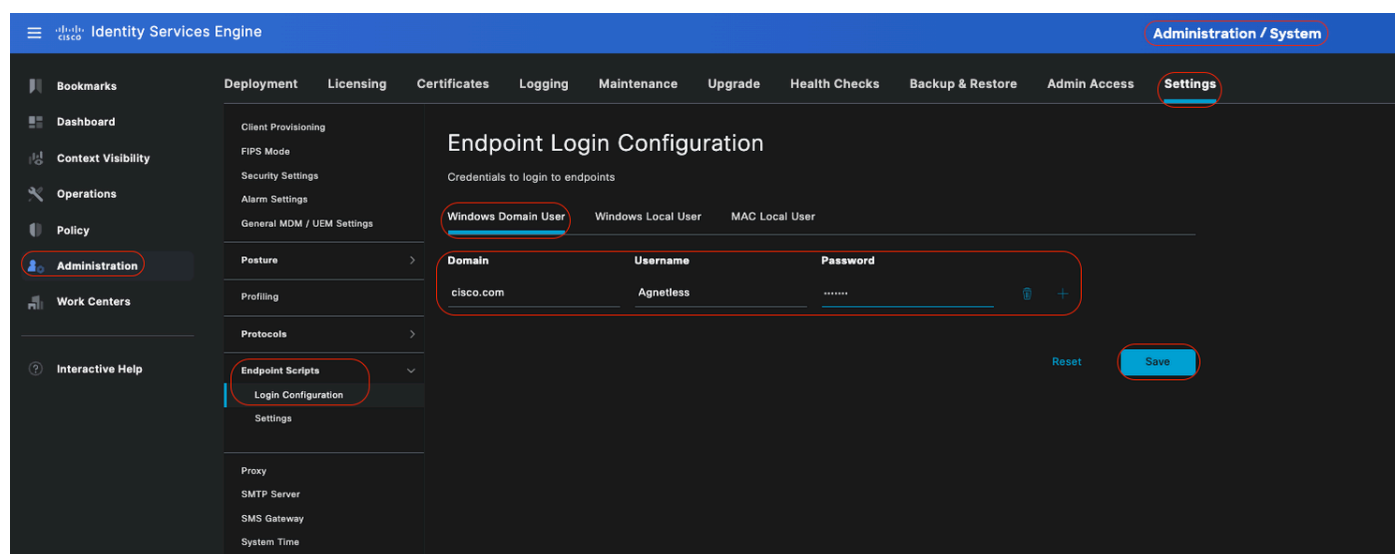 cisco Identity Services Engine
Administration / System
Bookmarks
Dashboard
Context Visibility
Operations
Policy
Administration
Work Centers
Interactive Help
Deployment Licensing Certificates Logging Maintenance Upgrade Health Checks Backup & Restore Admin Access Settings
Client Provisioning
FIPS Mode
Security Settings
Alarm Settings
General MDM / UEM Settings
Posture
Profiling
Protocols
Endpoint Scripts
Login Configuration
Settings
Proxy
SMTP Server
SMS Gateway
System Time
Endpoint Login Configuration
Credentials to login to endpoints
Windows Domain User Windows Local User MAC Local User
Domain Username Password
cisco.com Agnetless ·······
Reset Save